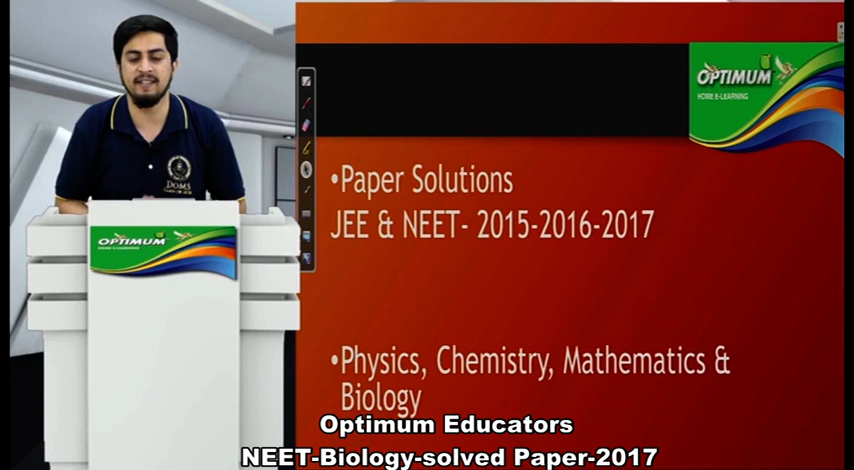 OPTIMUM
HOME E-LEARNING
•Paper Solutions
JEE & NEET- 2015-2016-2017
DOMS
OPTIMUM
HOME E-LEARNING
•Physics, Chemistry, Mathematics &
Biology
Optimum Educators
NEET-Biology-solved Paper-2017